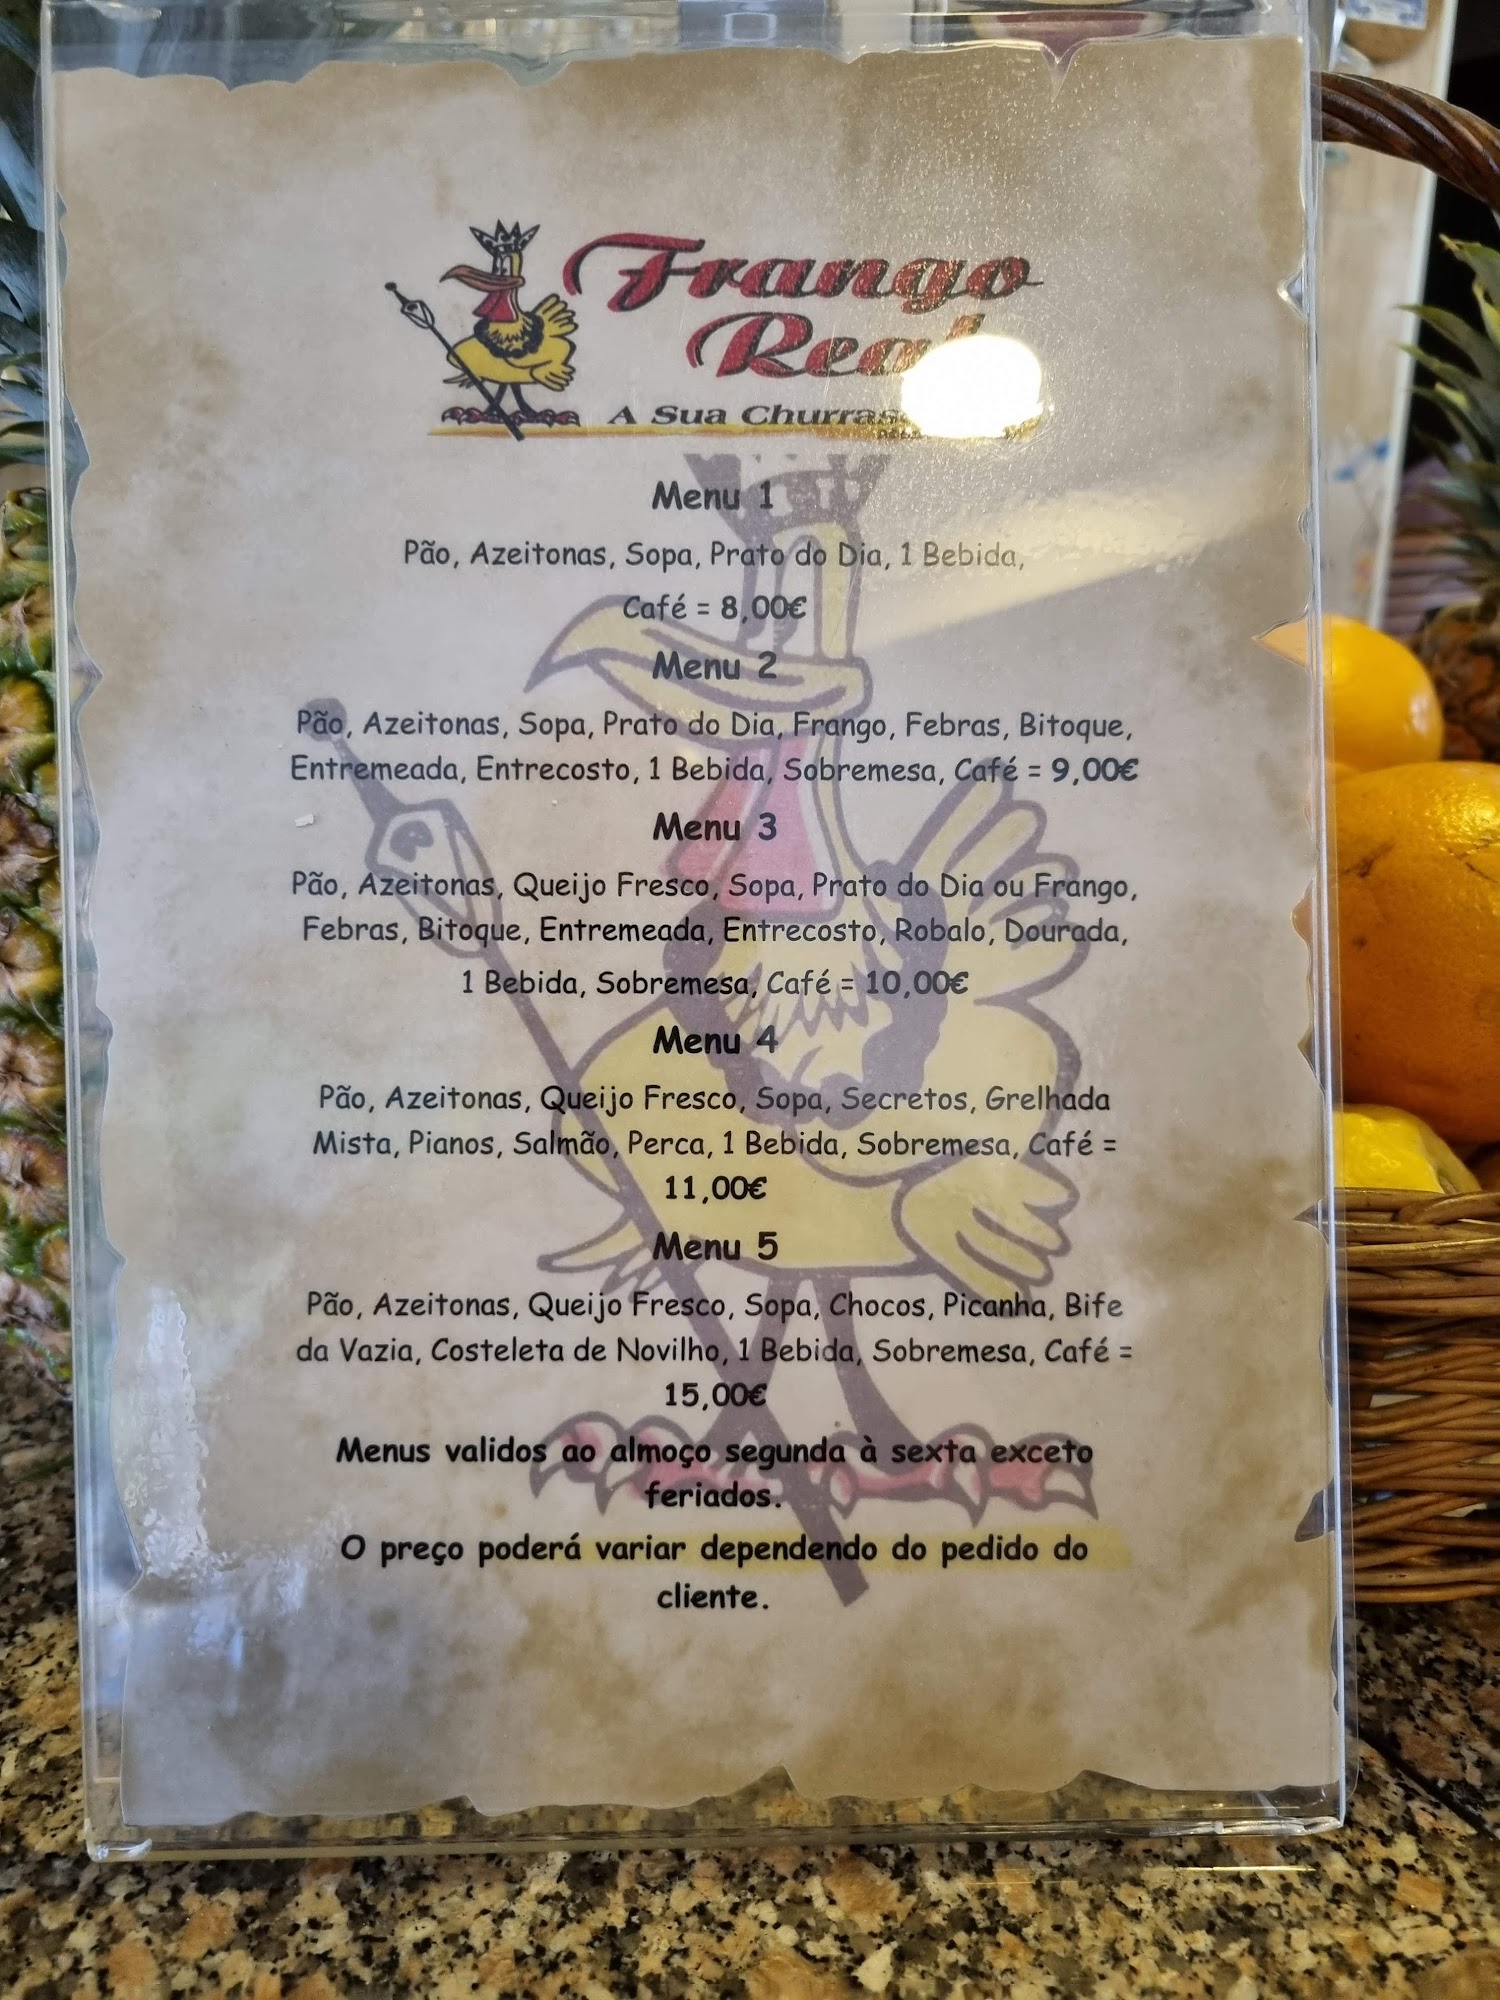 Frango
Real
A Sua
Menu 1
Pão, Azeitonas, Sopa, Prato do Dia, 1 Bebida,
Café = 8,00€
Menu 2
Pão, Azeitonas, Sopa, Prato do Dia, Frango, Febras, Bitoque,
Entremeada, Entrecosto, 1 Bebida, Sobremesa, Café = 9,00€
Menu 3
Pão, Azeitonas, Queijo Fresco, Sopa, Prato do Dia ou Frango,
Febras, Bitoque, Entremeada, Entrecosto, Robalo, Dourada,
1 Bebida, Sobremesa, Café = 10,00€
Menu 4
Pão, Azeitonas, Queijo Fresco, Sopa, Secretos, Grelhada
Mista, Pianos, Salmão, Perca, 1 Bebida, Sobremesa, Café =
11,00€
Menu 5
Pão, Azeitonas, Queijo Fresco, Sopa, Chocos, Picanha, Bife
da Vazia, Costeleta de Novilho, 1 Bebida, Sobremesa, Café =
15,00€
Menus validos ao almoço segunda à sexta exceto
feriados.
O preço poderá variar dependendo do pedido do
cliente.